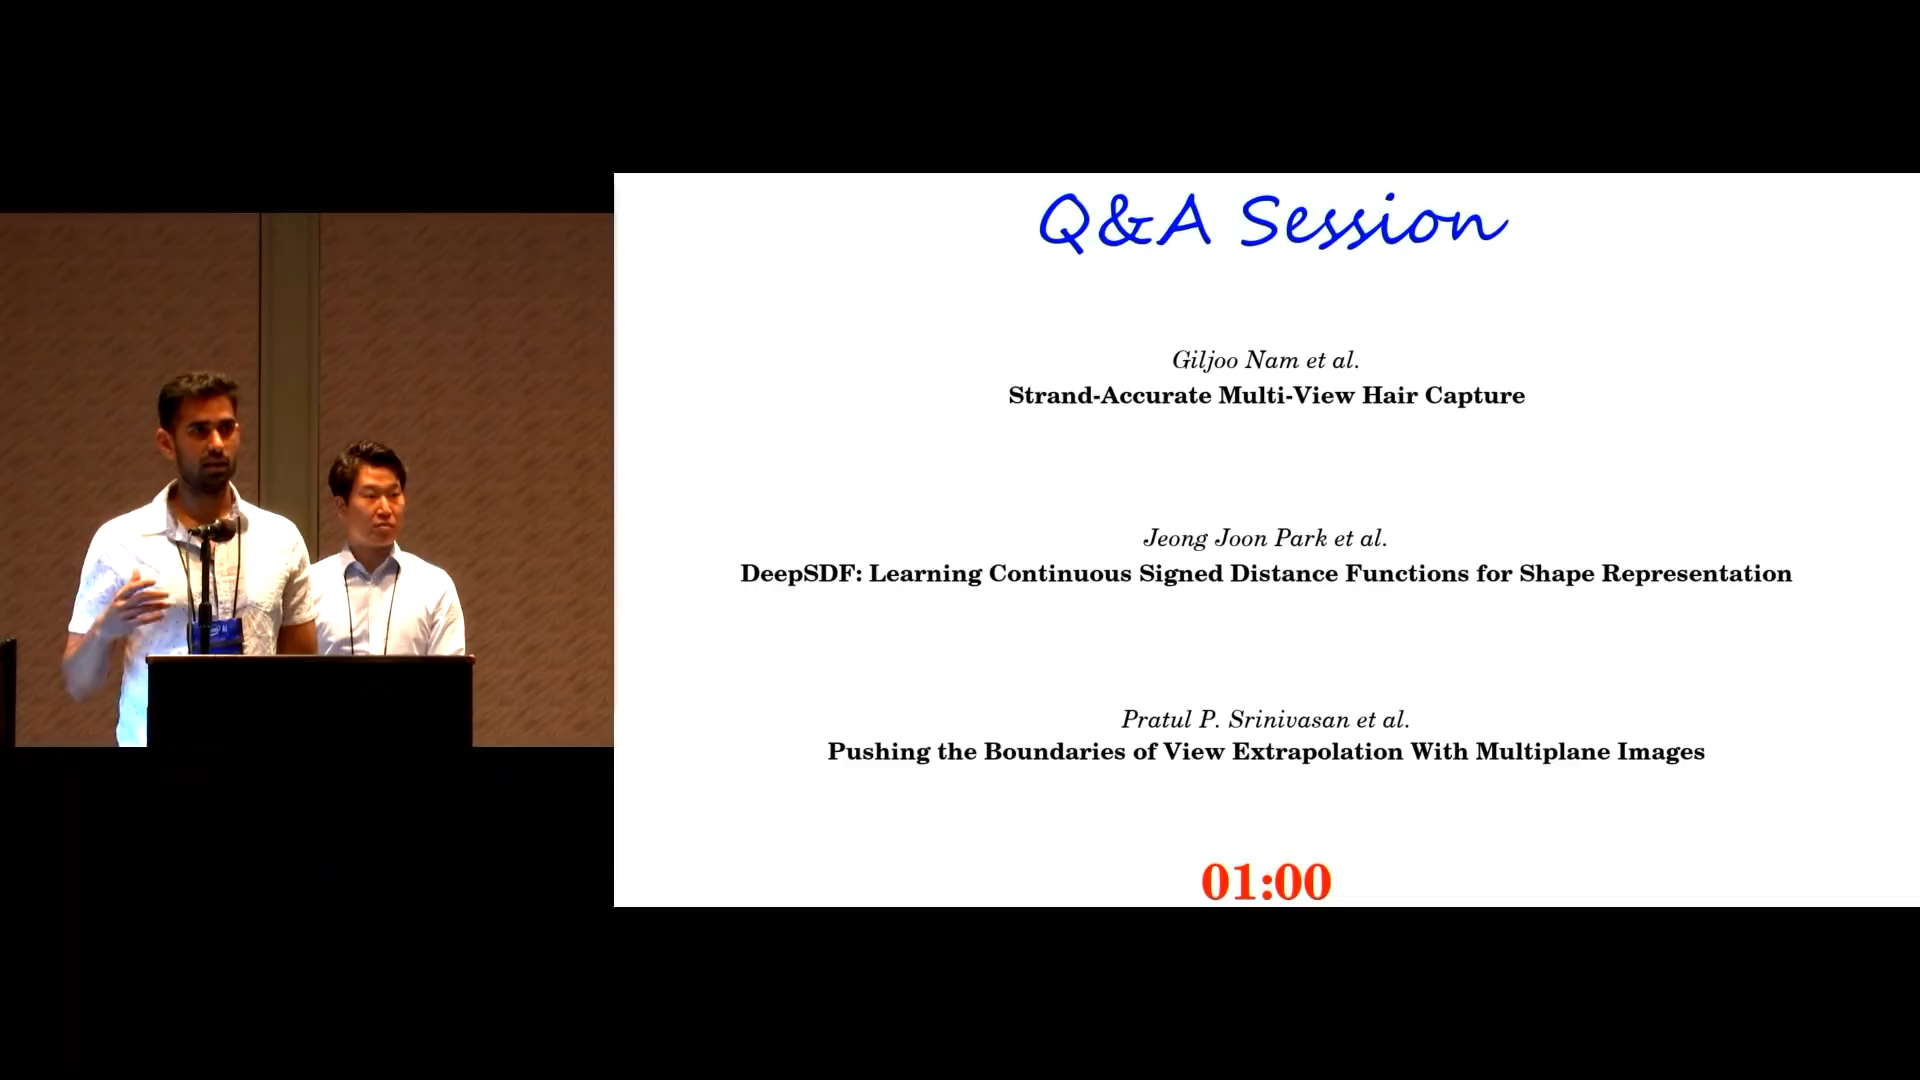 Q&A Session
Giljoo Nam et al.
Strand-Accurate Multi-View Hair Capture
Jeong Joon Park et al.
DeepSDF: Learning Continuous Signed Distance Functions for Shape Representation
Pratul P. Srinivasan et al.
Pushing the Boundaries of View Extrapolation With Multiplane Images
01:00